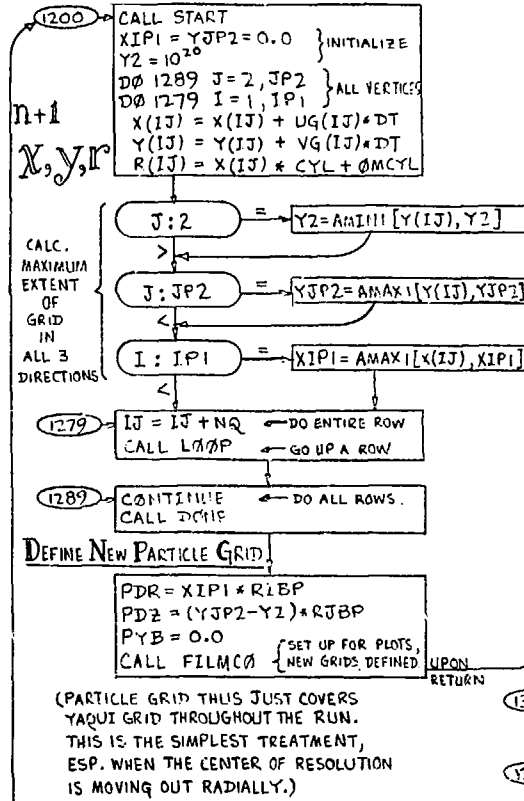 1200
CALL START
XIP1 = YJP2 = 0.0 } INITIALIZE
Y2 = 10^20
DØ 1289 J = 2, JP2 } ALL VERTICES
DØ 1279 I = 1, IP1
X(IJ) = X(IJ) + UG(IJ)*DT
Y(IJ) = Y(IJ) + VG(IJ)*DT
R(IJ) = X(IJ) * CYL + ØMCYL
n+1
x,y,r
J:2 = Y2=AMIN1[Y(IJ),Y2]
>
CALC.
MAXIMUM
EXTENT
OF
GRID
IN
ALL 3
DIRECTIONS
J:JP2 = YJP2=AMAX1[Y(IJ),YJP2]
<
I:IP1 = XIP1=AMAX1[X(IJ),XIP1]
<
1279
IJ = IJ + NQ ← DO ENTIRE ROW
CALL LØØP ← GO UP A ROW
1289
CØNTINUE ← DO ALL ROWS.
CALL DØNE
DEFINE NEW PARTICLE GRID
PDR = XIP1 * RIBP
PDZ = (YJP2-Y2)*RJBP
PYB = 0.0
CALL FILMCØ { SET UP FOR PLOTS,
NEW GRIDS DEFINED
UPON
RETURN
(PARTICLE GRID THUS JUST COVERS
YAQUI GRID THROUGHOUT THE RUN.
THIS IS THE SIMPLEST TREATMENT,
ESP. WHEN THE CENTER OF RESOLUTION
IS MOVING OUT RADIALLY.)